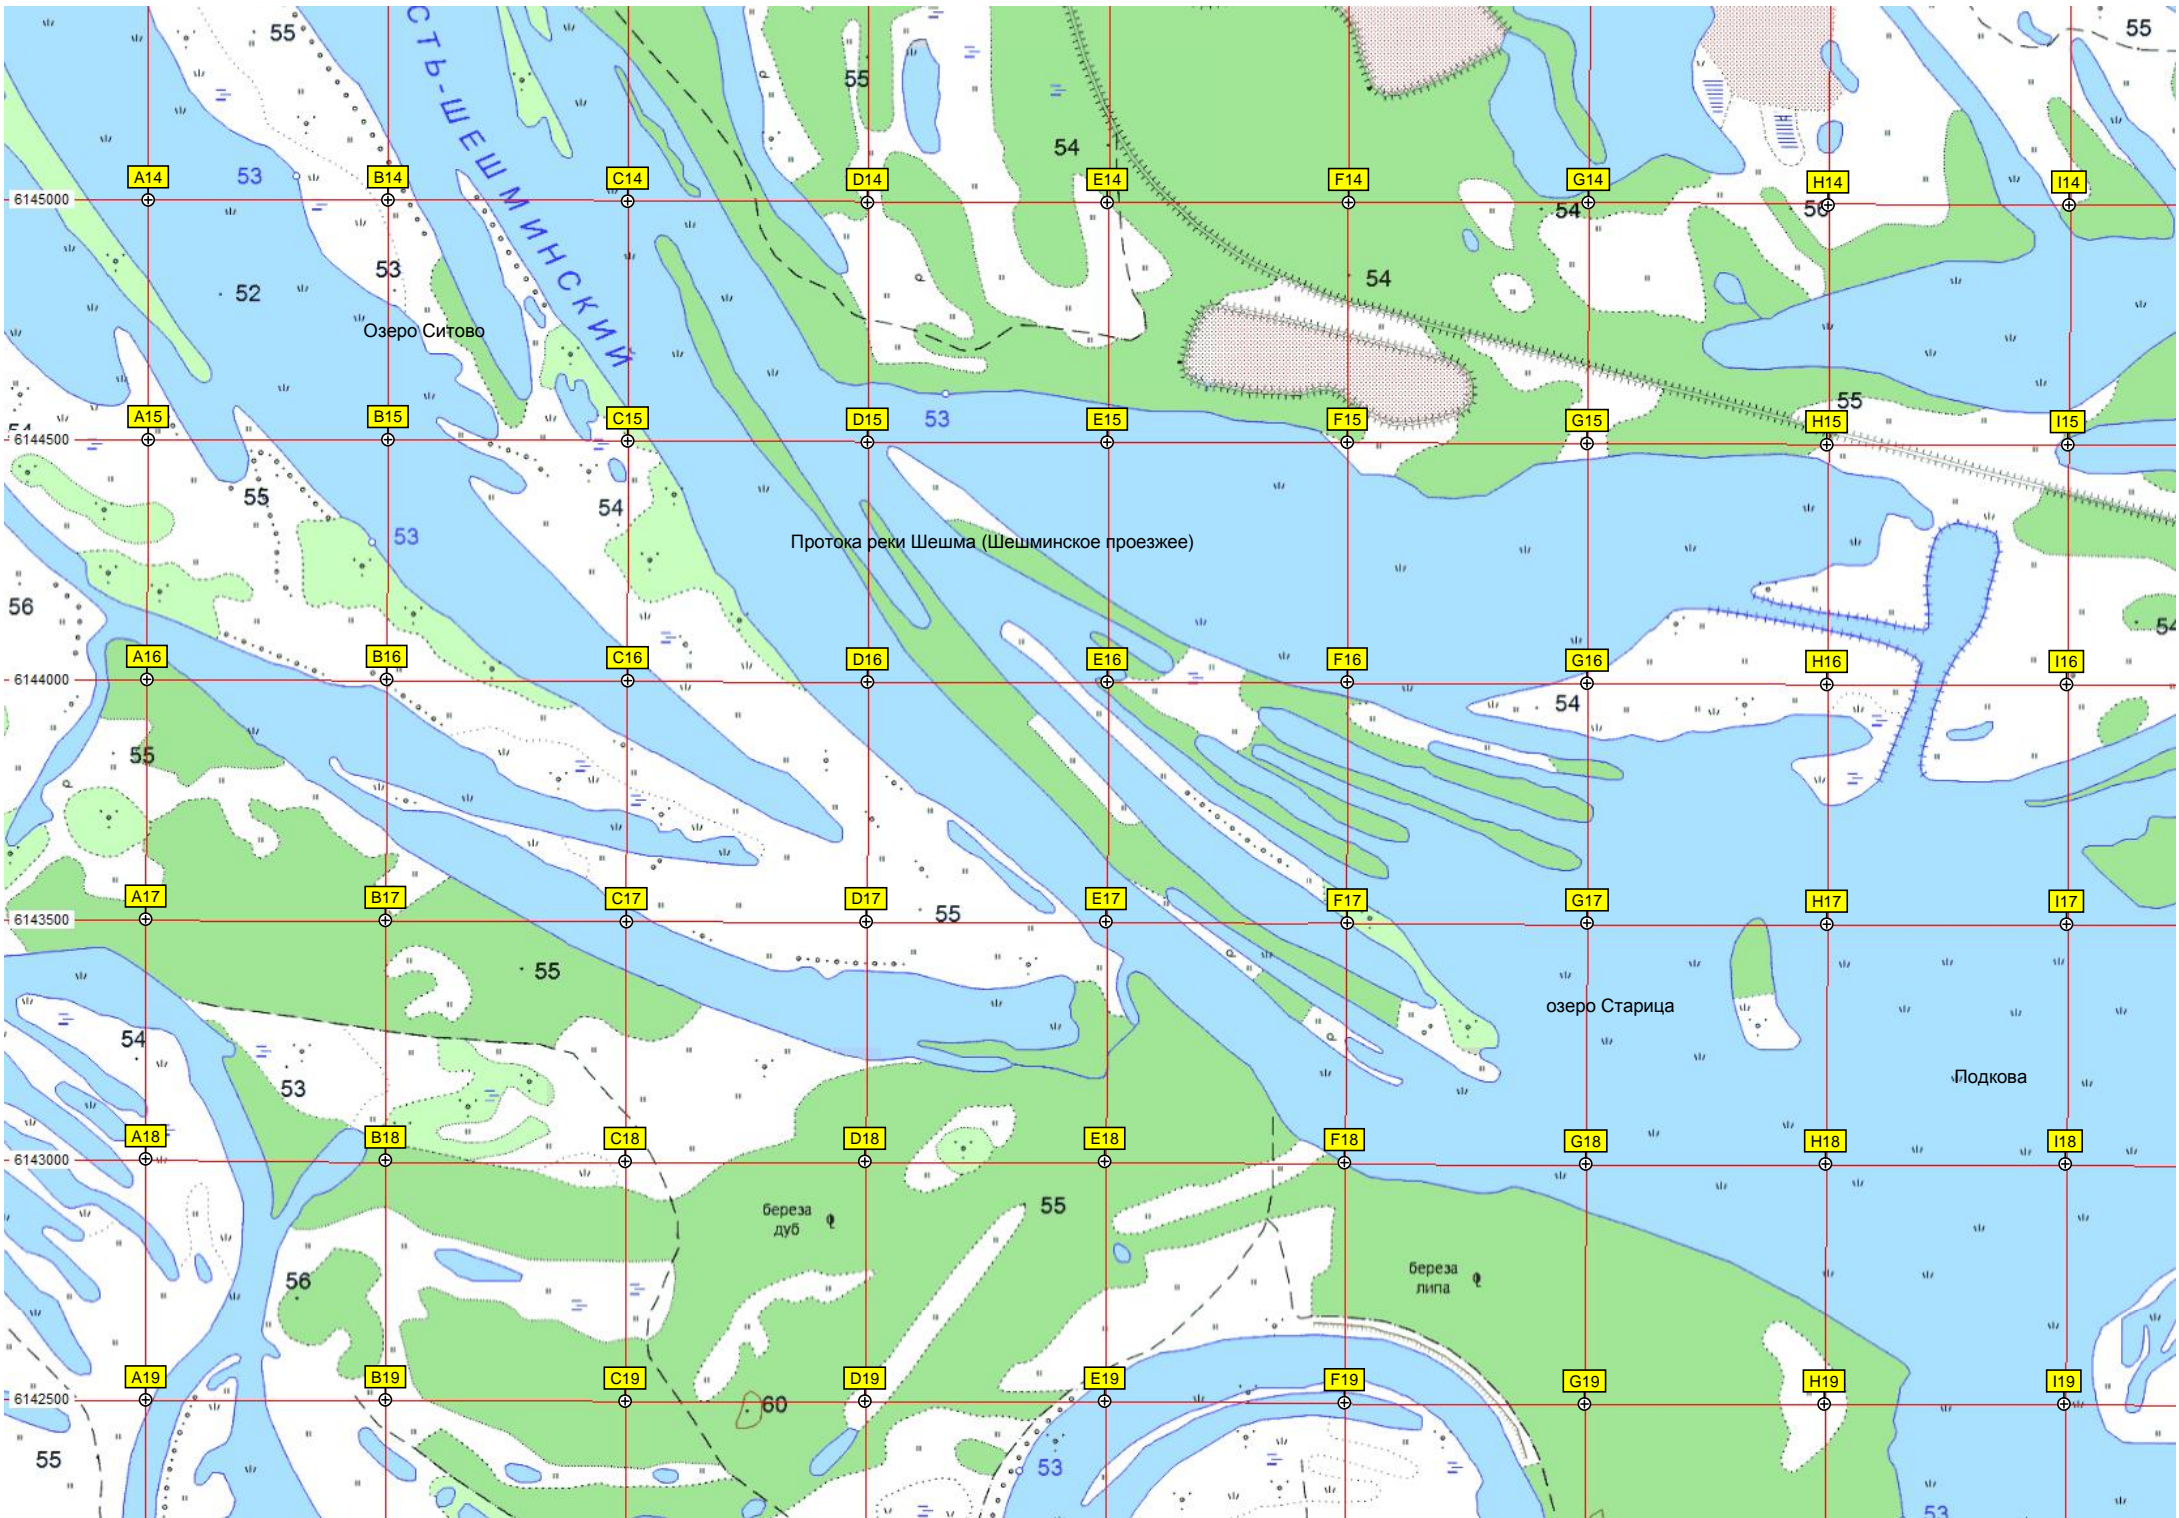 55
55
СТЬ-ШЕШМИНСКИЙ
55
54
A14
53
B14
C14
D14
E14
F14
G14
H14
I14
6145000
54
56
53
54
52
Озеро Ситово
55
A15
B15
C15
D15
53
E15
F15
G15
H15
I15
54
6144500
55
54
53
Протока реки Шешма (Шешминское проезжее)
56
54
A16
B16
C16
D16
E16
F16
G16
H16
I16
6144000
54
55
A17
B17
C17
D17
E17
F17
G17
H17
I17
6143500
55
55
озеро Старица
54
Подкова
53
A18
B18
C18
D18
E18
F18
G18
H18
I18
6143000
55
береза
дуб
56
береза
липа
A19
B19
C19
D19
E19
F19
G19
H19
I19
6142500
60
55
53
53